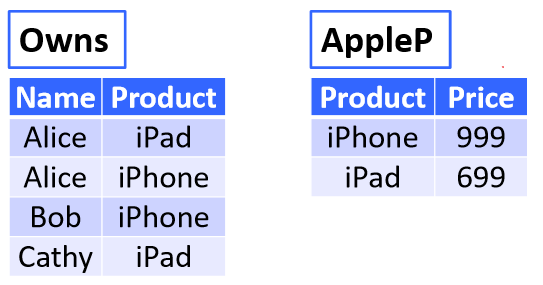 Owns
Name Product
Alice iPad
Alice iPhone
Bob iPhone
Cathy iPad
AppleP
Product Price
iPhone 999
iPad 699